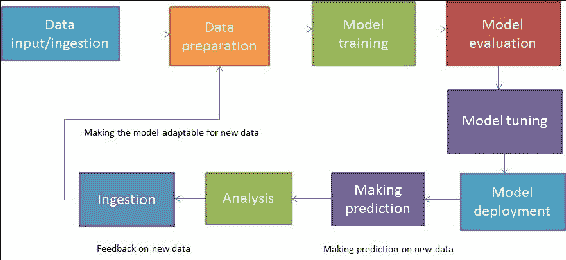 Data
input/ingestion
Data
preparation
Model
training
Model
evaluation
Model tuning
Making the model adaptable for new data
Ingestion
Analysis
Making
prediction
Model
deployment
Feedback on new data
Making prediction on new data